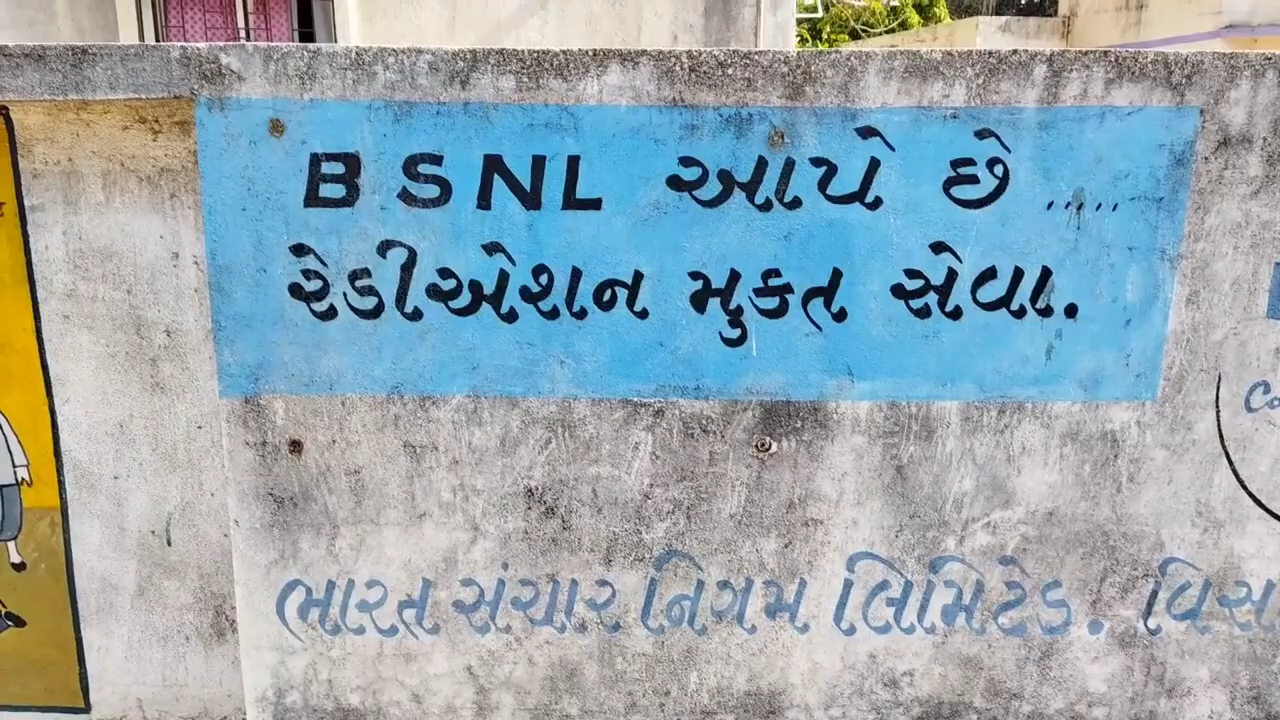 BSNL આપે છે .....
રેડીએશન મુકત સેવા.
ભારત સંચાર નિગમ લિમિટેડ.